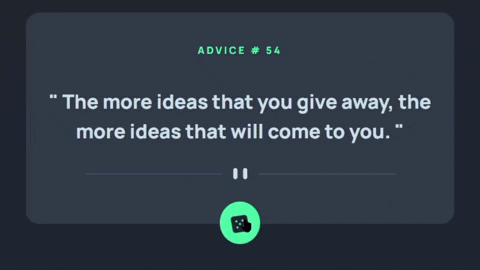 ADVICE # 54
" The more ideas that you give away, the
more ideas that will come to you. "